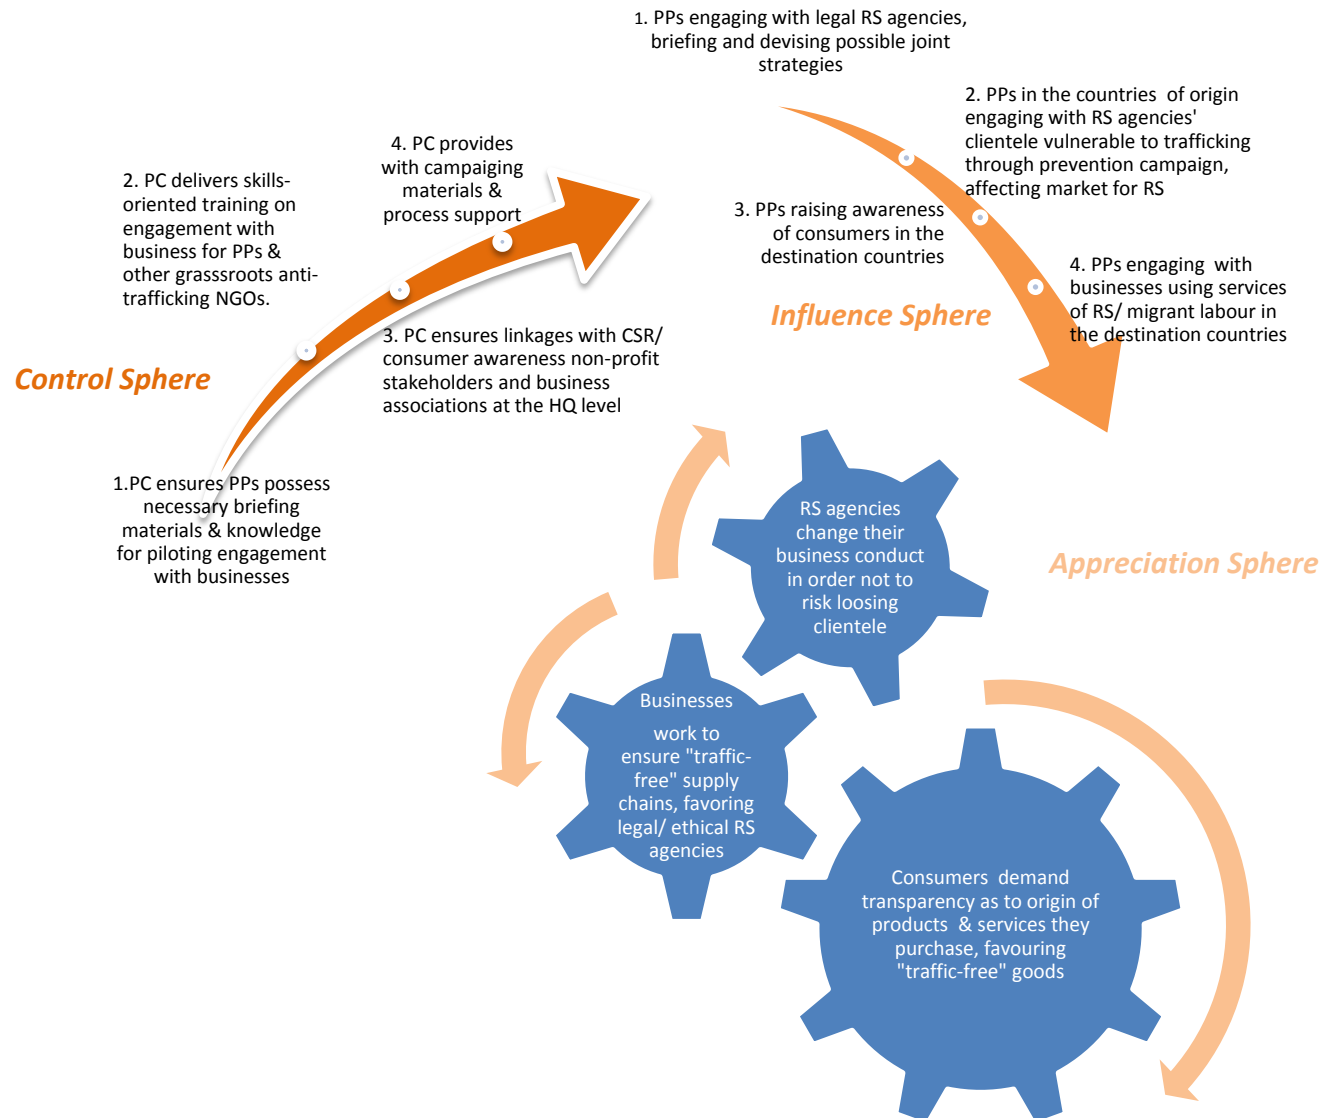 Control Sphere
1.PC ensures PPs possess
necessary briefing
materials & knowledge
for piloting engagement
with businesses
2. PC delivers skills-
oriented training on
engagement with
business for PPs &
other grasssroots anti-
trafficking NGOs.
3. PC ensures linkages with CSR/
consumer awareness non-profit
stakeholders and business
associations at the HQ level
4. PC provides
with campaiging
materials &
process support
Influence Sphere
1. PPs engaging with legal RS agencies,
briefing and devising possible joint
strategies
2. PPs in the countries of origin
engaging with RS agencies'
clientele vulnerable to trafficking
through prevention campaign,
affecting market for RS
3. PPs raising awareness
of consumers in the
destination countries
4. PPs engaging with
businesses using services
of RS/ migrant labour in
the destination countries
Appreciation Sphere
RS agencies
change their
business conduct
in order not to
risk loosing
clientele
Businesses
work to
ensure "traffic-
free" supply
chains, favoring
legal/ ethical RS
agencies
Consumers demand
transparency as to origin of
products & services they
purchase, favouring
"traffic-free" goods